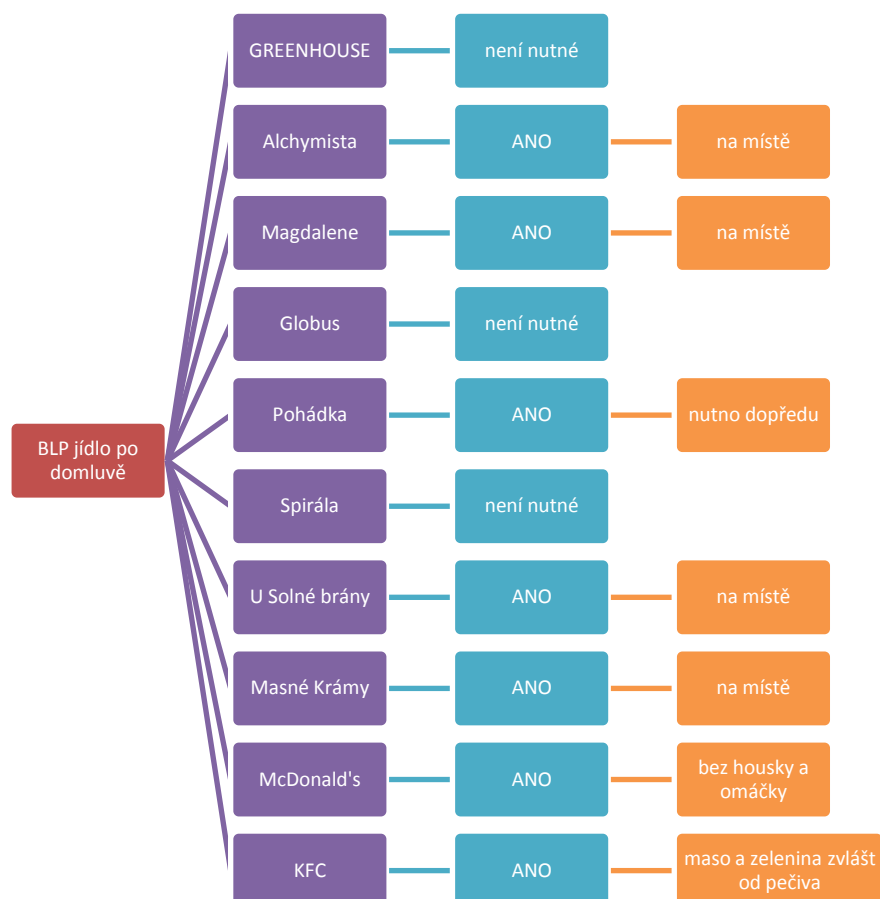 GREENHOUSE
není nutné
Alchymista
ANO
na místě
Magdalene
ANO
na místě
Globus
není nutné
Pohádka
ANO
nutno dopředu
BLP jídlo po
domluvě
Spirála
není nutné
U Solné brány
ANO
na místě
Masné Krámy
ANO
na místě
McDonald's
ANO
bez housky a
omáčky
KFC
ANO
maso a zelenina zvlášt
od pečiva